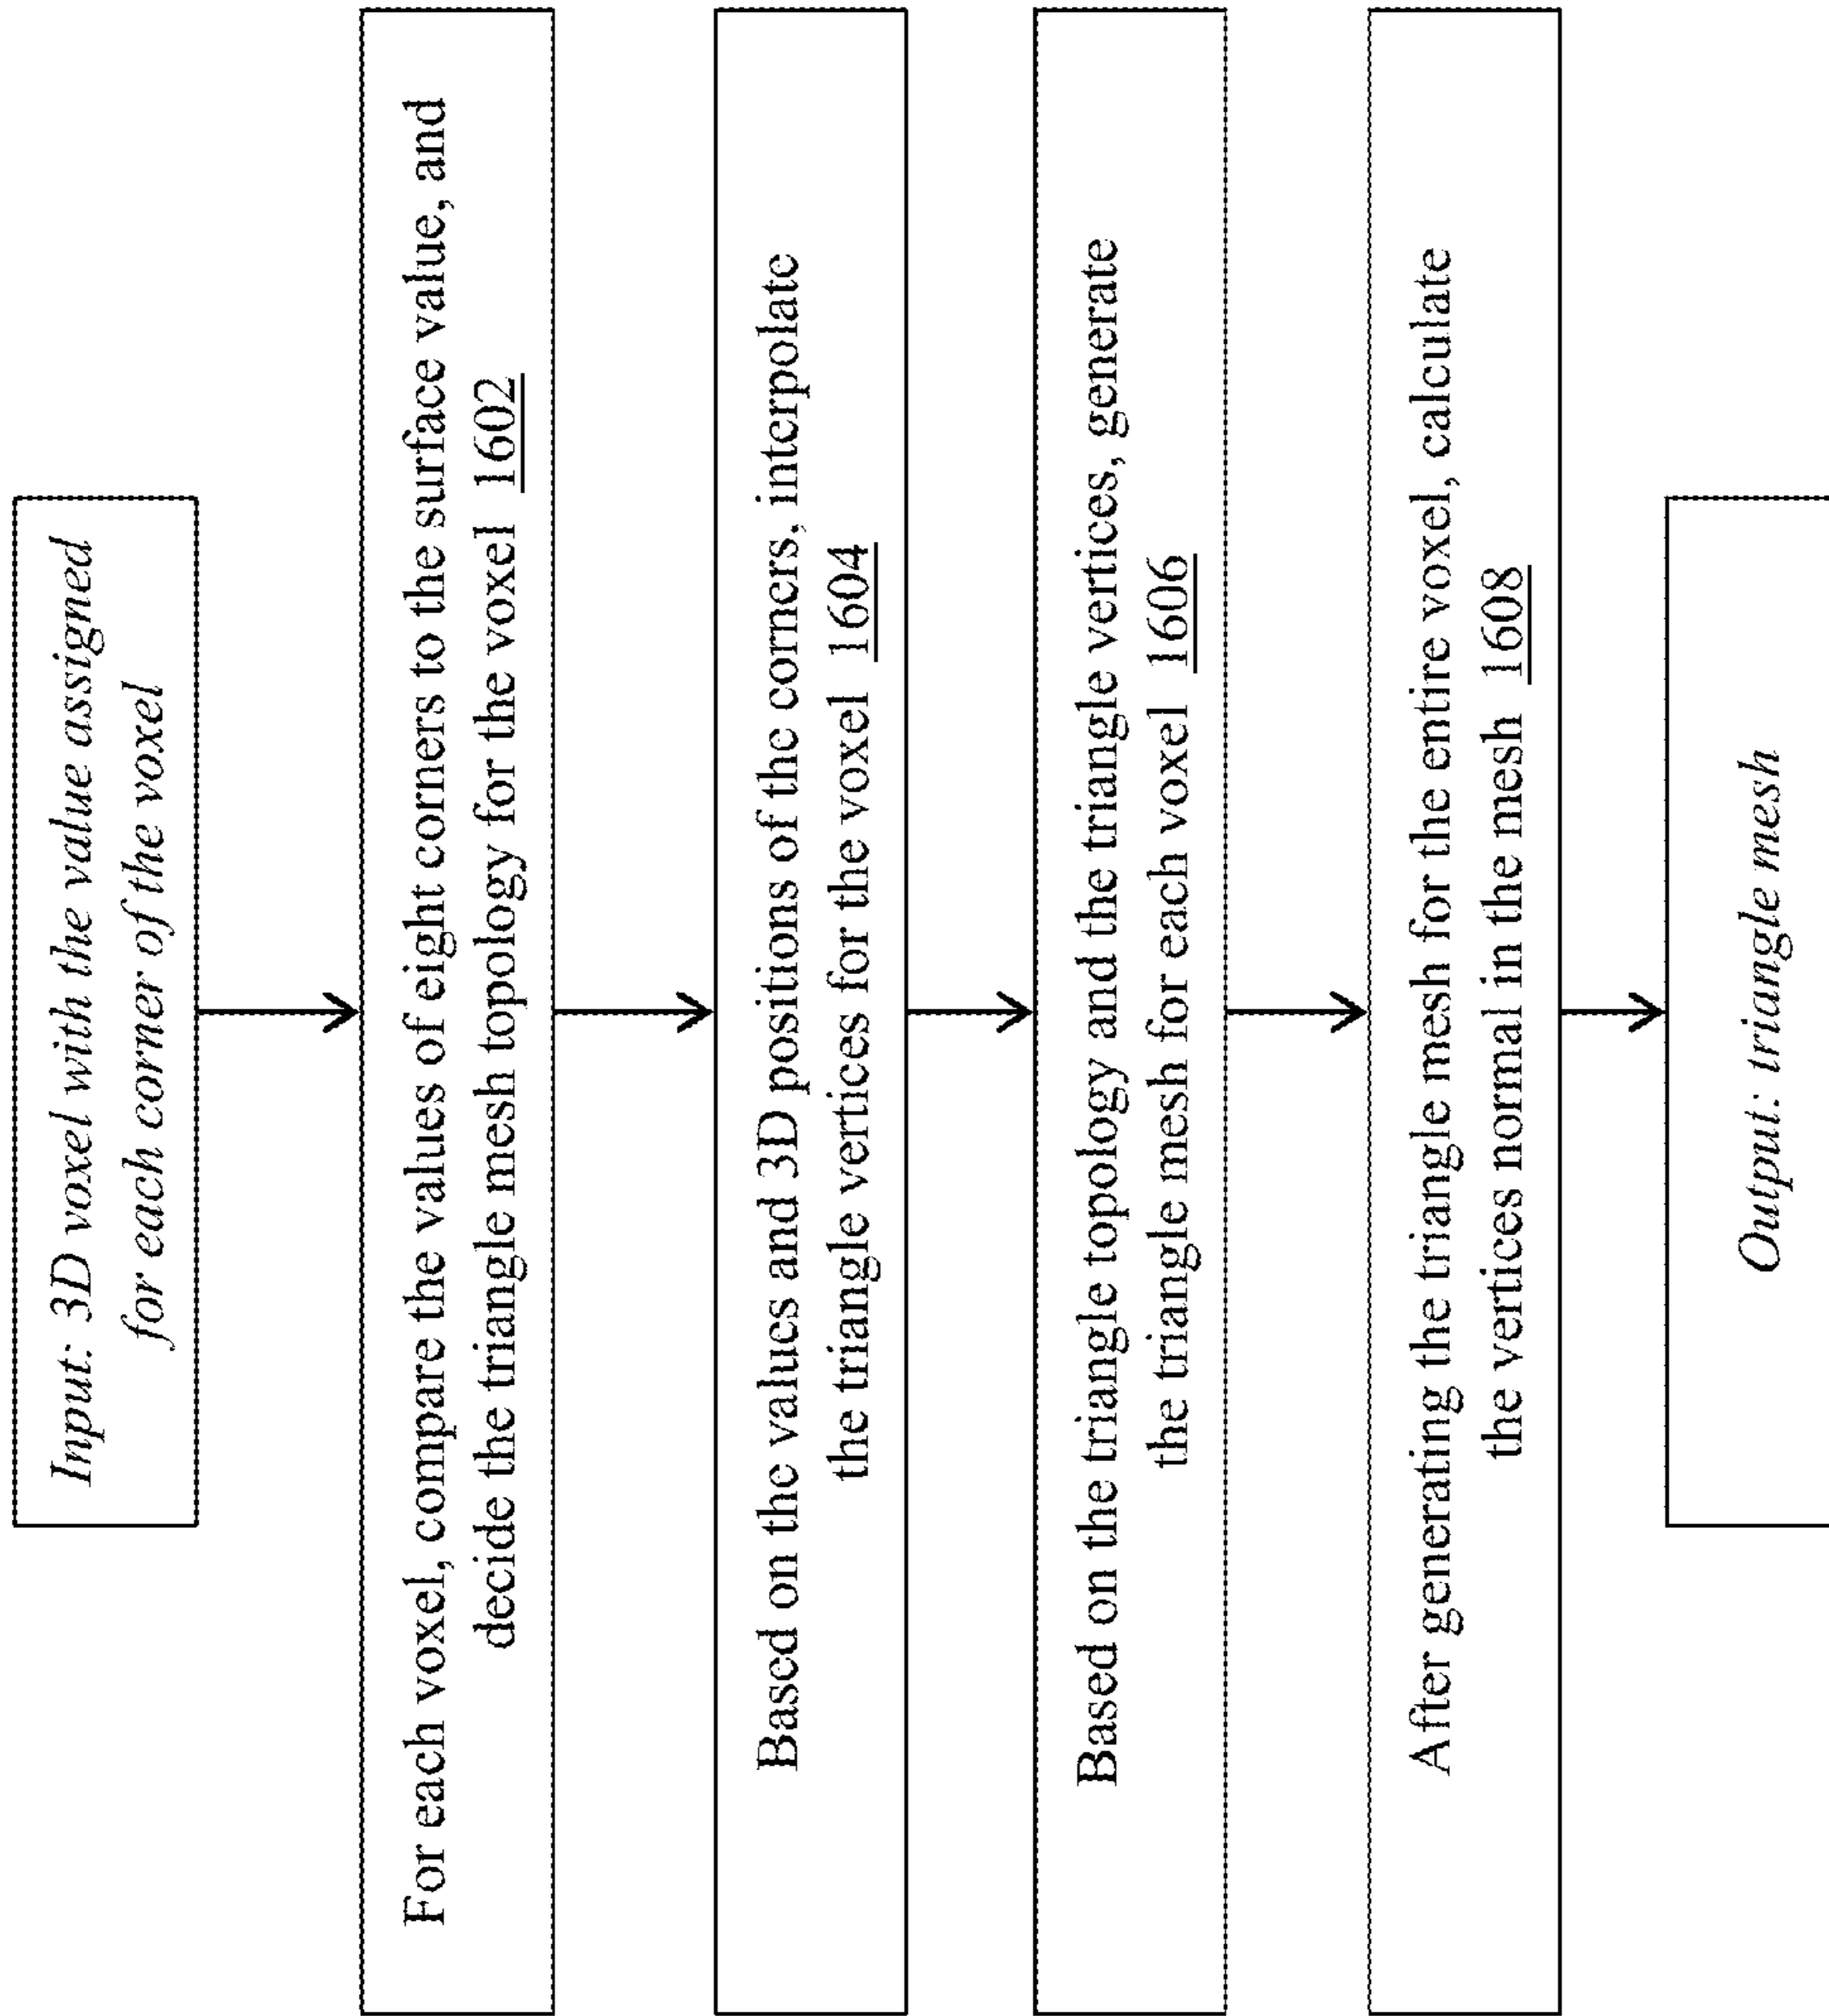 Input: 3D voxel with the value assigned
for each corner of the voxel
For each voxel, compare the values of eight corners to the surface value, and
decide the triangle mesh topology for the voxel 1602
Based on the values and 3D positions of the corners, interpolate
the triangle vertices for the voxel 1604
Based on the triangle topology and the triangle vertices, generate
the triangle mesh for each voxel 1606
After generating the triangle mesh for the entire voxel, calculate
the vertices normal in the mesh 1608
Output: triangle mesh